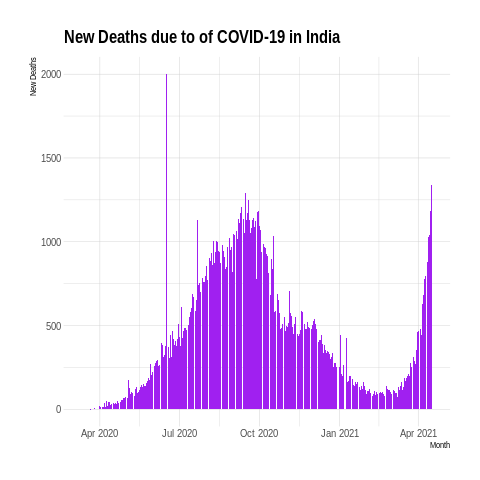 New Deaths due to of COVID-19 in India
New Deaths
2000
1500
1000
500
0
Apr 2020 Jul 2020 Oct 2020 Jan 2021 Apr 2021
Month